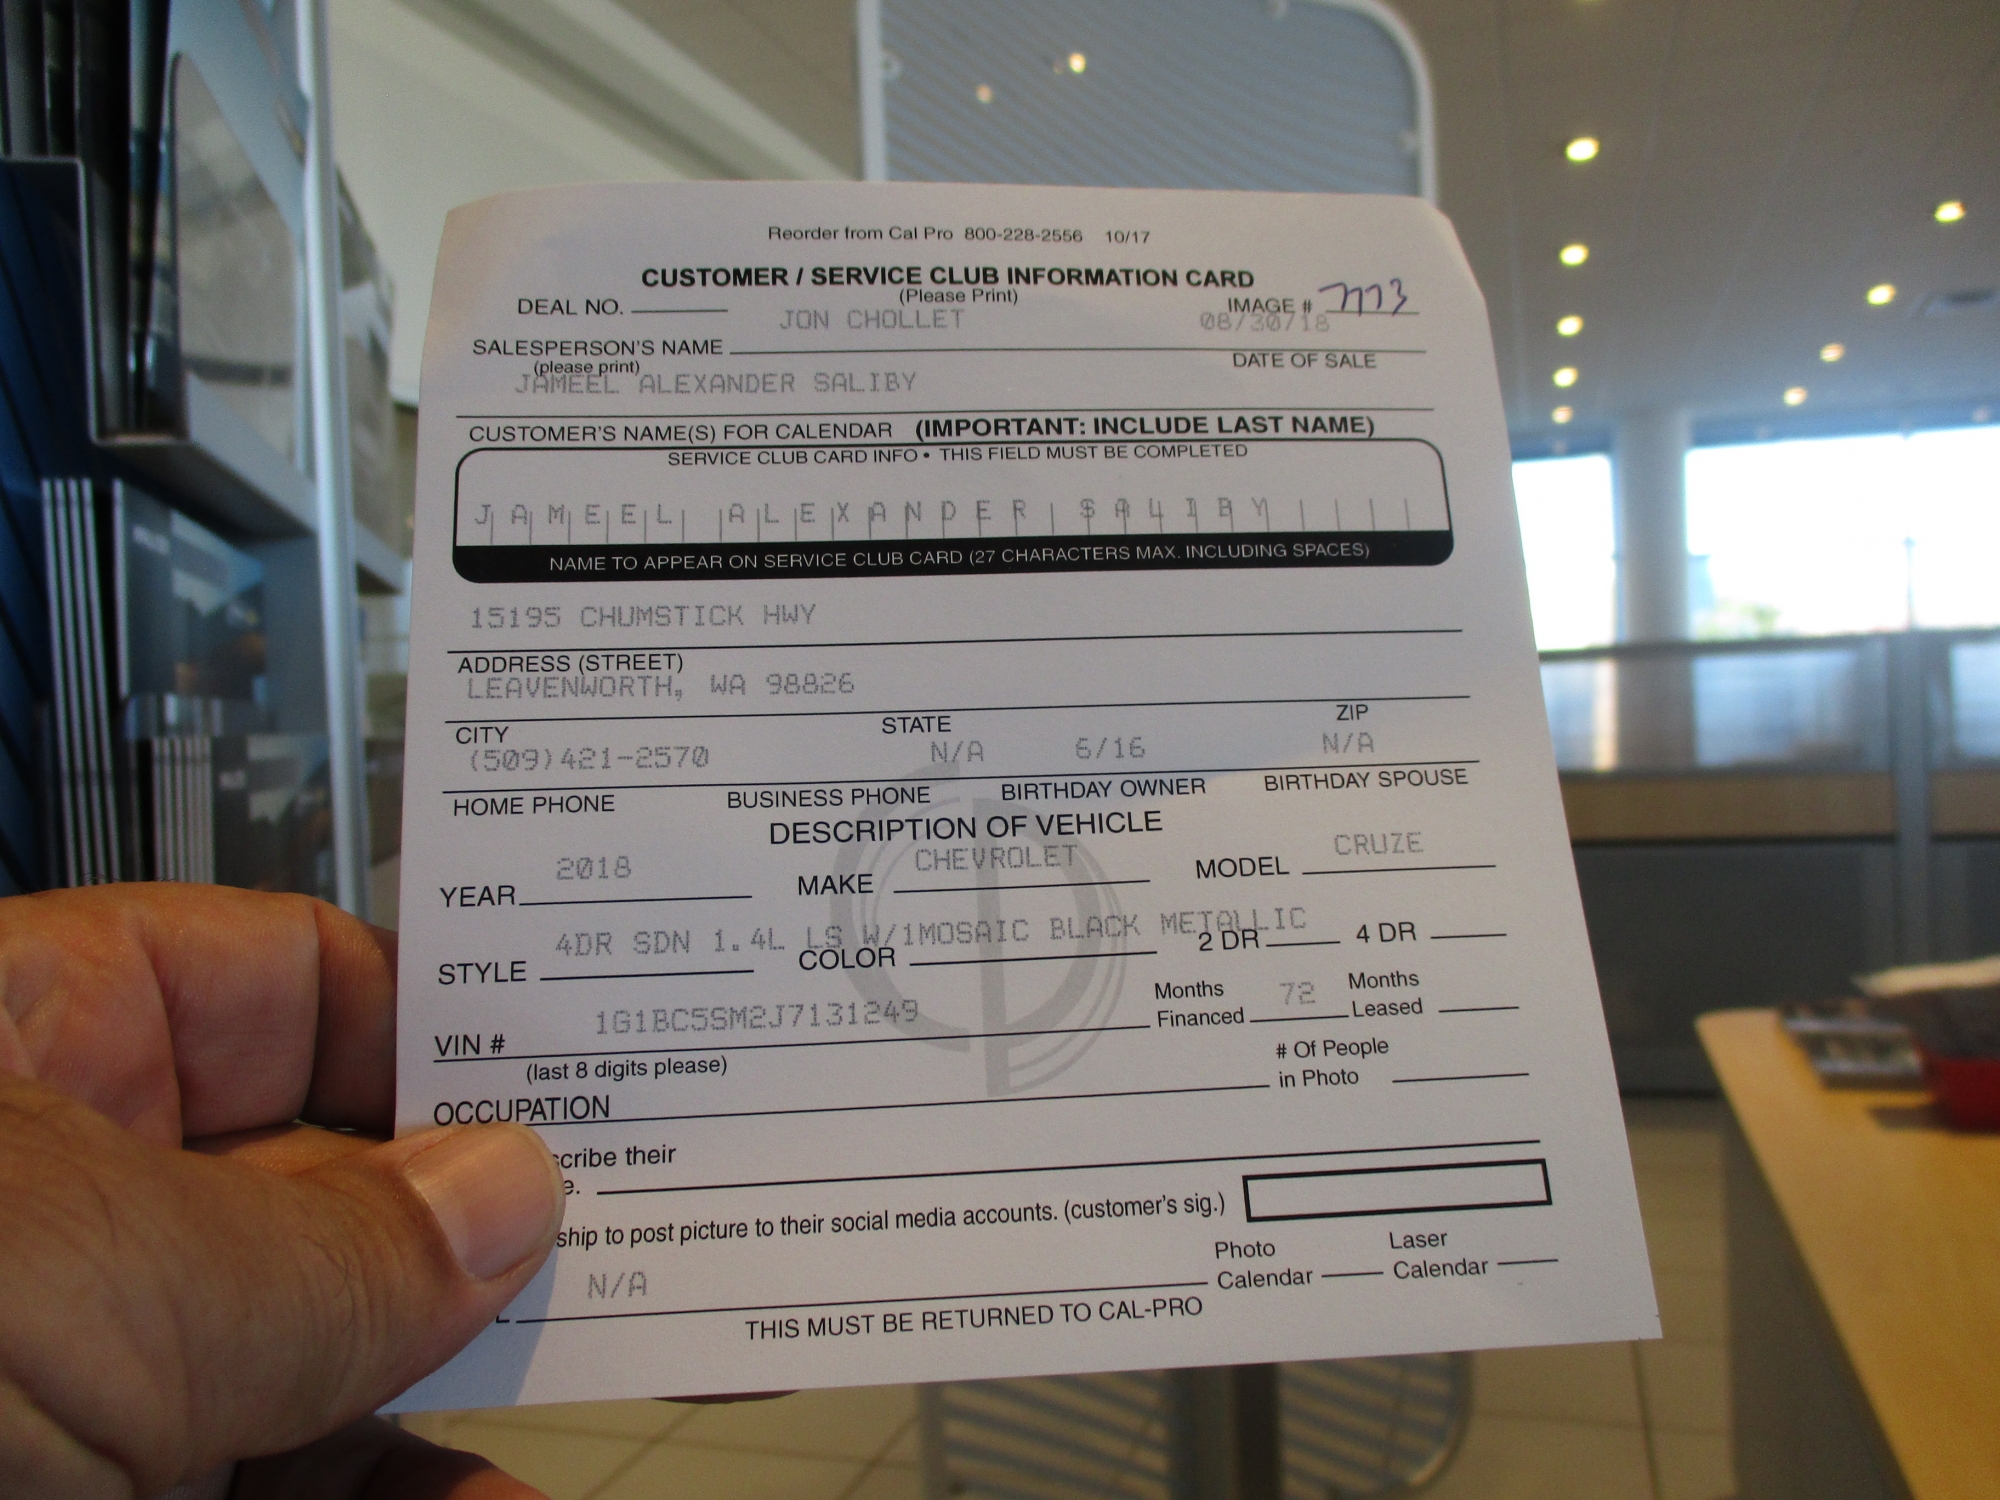 Reorder from Cal Pro 800-228-2556 10/17
CUSTOMER / SERVICE CLUB INFORMATION CARD
(Please Print)
DEAL NO. IMAGE # 7773
JON CHOLLET 08/30/18
SALESPERSON'S NAME DATE OF SALE
(please print)
JAMEEL ALEXANDER SALIBY
CUSTOMER'S NAME(S) FOR CALENDAR (IMPORTANT: INCLUDE LAST NAME)
SERVICE CLUB CARD INFO • THIS FIELD MUST BE COMPLETED
JAMEEL ALEXANDER SALIBY
NAME TO APPEAR ON SERVICE CLUB CARD (27 CHARACTERS MAX. INCLUDING SPACES)
15195 CHUMSTICK HWY
ADDRESS (STREET)
LEAVENWORTH, WA 98826
CITY STATE ZIP
(509)421-2570 N/A 6/16 N/A
HOME PHONE BUSINESS PHONE BIRTHDAY OWNER BIRTHDAY SPOUSE
DESCRIPTION OF VEHICLE
YEAR 2018 MAKE CHEVROLET MODEL CRUZE
4DR SDN 1.4L LS W/1MOSAIC BLACK METALLIC
STYLE COLOR 2 DR 4 DR
VIN # 1G1BC5SM2J7131249 Months Financed 72 Months Leased
(last 8 digits please)
OCCUPATION # Of People in Photo
cribe their
e.
ship to post picture to their social media accounts. (customer's sig.)
N/A Photo Calendar Laser Calendar
THIS MUST BE RETURNED TO CAL-PRO